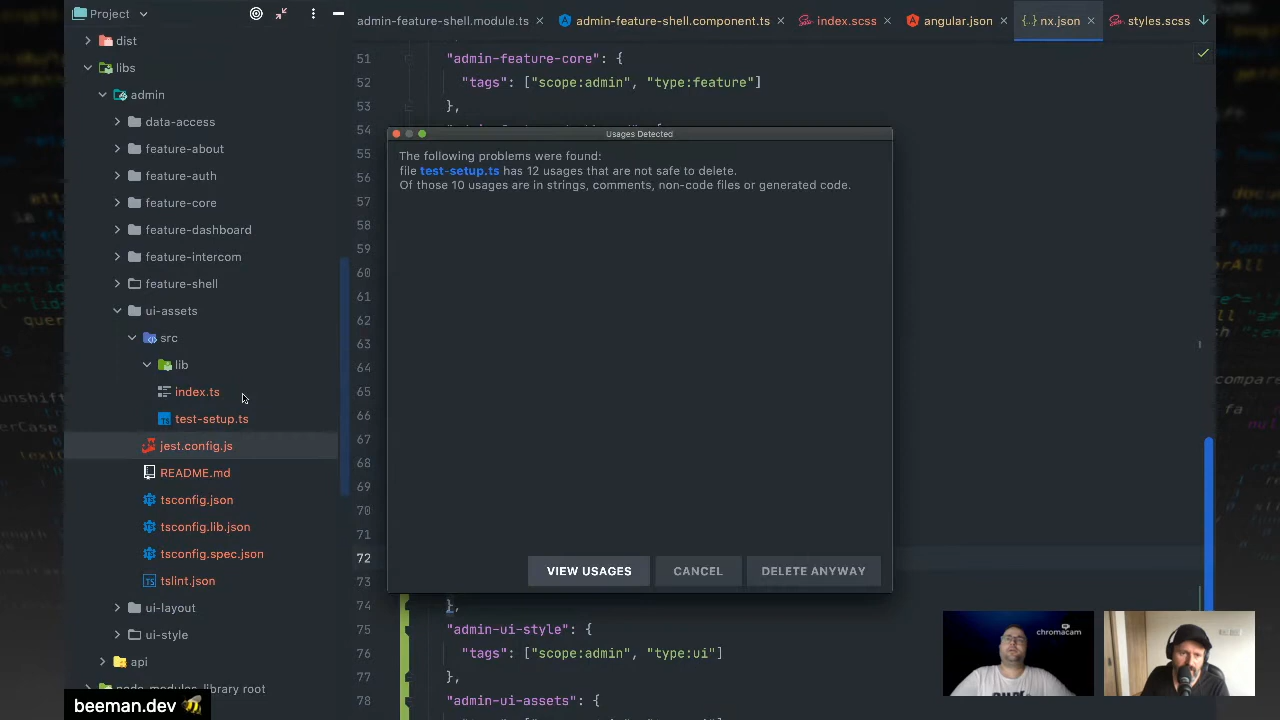 Project
admin-feature-shell.module.ts
admin-feature-shell.component.ts
index.scss
angular.json
nx.json
styles.scss
dist
libs
admin
data-access
feature-about
feature-auth
feature-core
feature-dashboard
feature-intercom
feature-shell
ui-assets
src
lib
index.ts
test-setup.ts
jest.config.js
README.md
tsconfig.json
tsconfig.lib.json
tsconfig.spec.json
tslint.json
ui-layout
ui-style
api
node_modules library root
51 "admin-feature-core": {
52 "tags": ["scope:admin", "type:feature"]
53 },
54
55
56
57
58
59
60
61
62
63
64
65
66
67
68
69
70
71
72
73
74 },
75 "admin-ui-style": {
76 "tags": ["scope:admin", "type:ui"]
77 },
78 "admin-ui-assets": {
Usages Detected
The following problems were found:
file test-setup.ts has 12 usages that are not safe to delete.
Of those 10 usages are in strings, comments, non-code files or generated code.
VIEW USAGES
CANCEL
DELETE ANYWAY
chromacam
beeman.dev